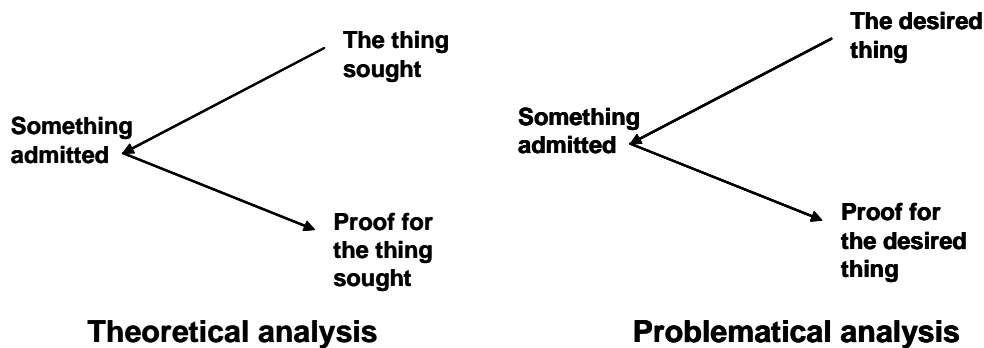 The thing
sought
Something
admitted
Proof for
the thing
sought
Theoretical analysis
The desired
thing
Something
admitted
Proof for
the desired
thing
Problematical analysis